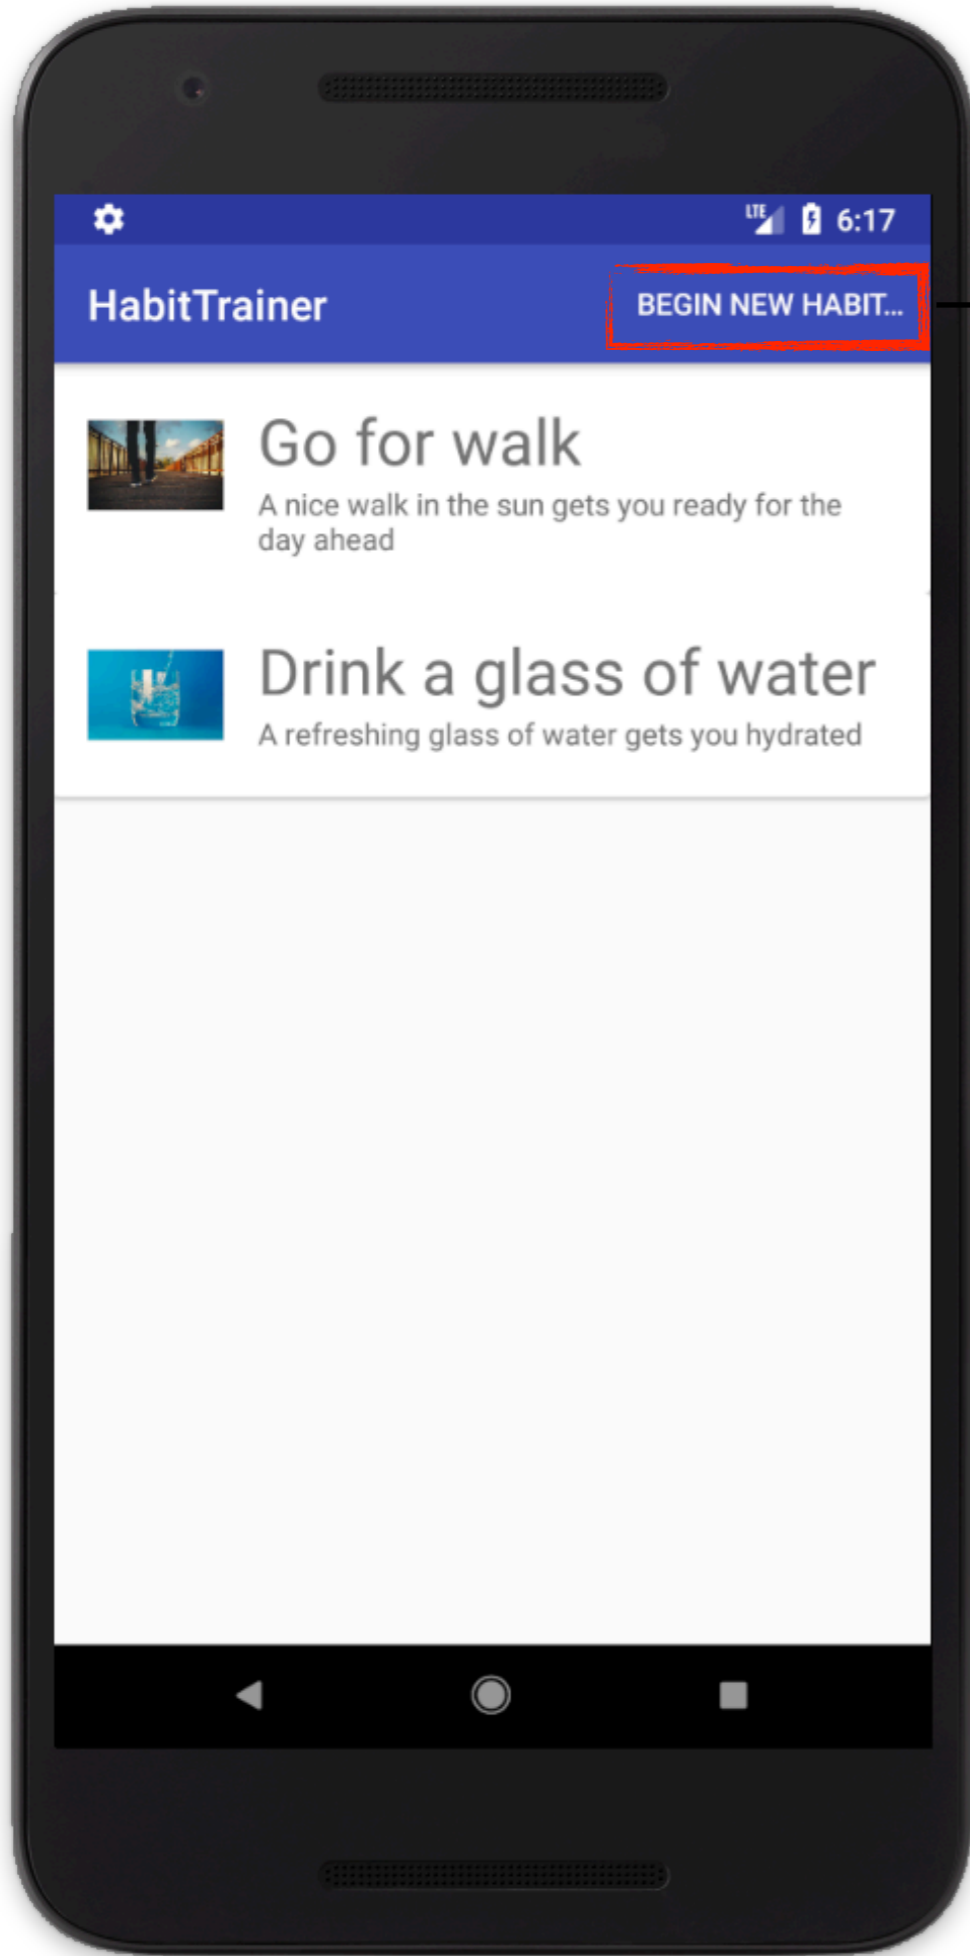 LTE 6:17
HabitTrainer BEGIN NEW HABIT...
Go for walk
A nice walk in the sun gets you ready for the
day ahead
Drink a glass of water
A refreshing glass of water gets you hydrated